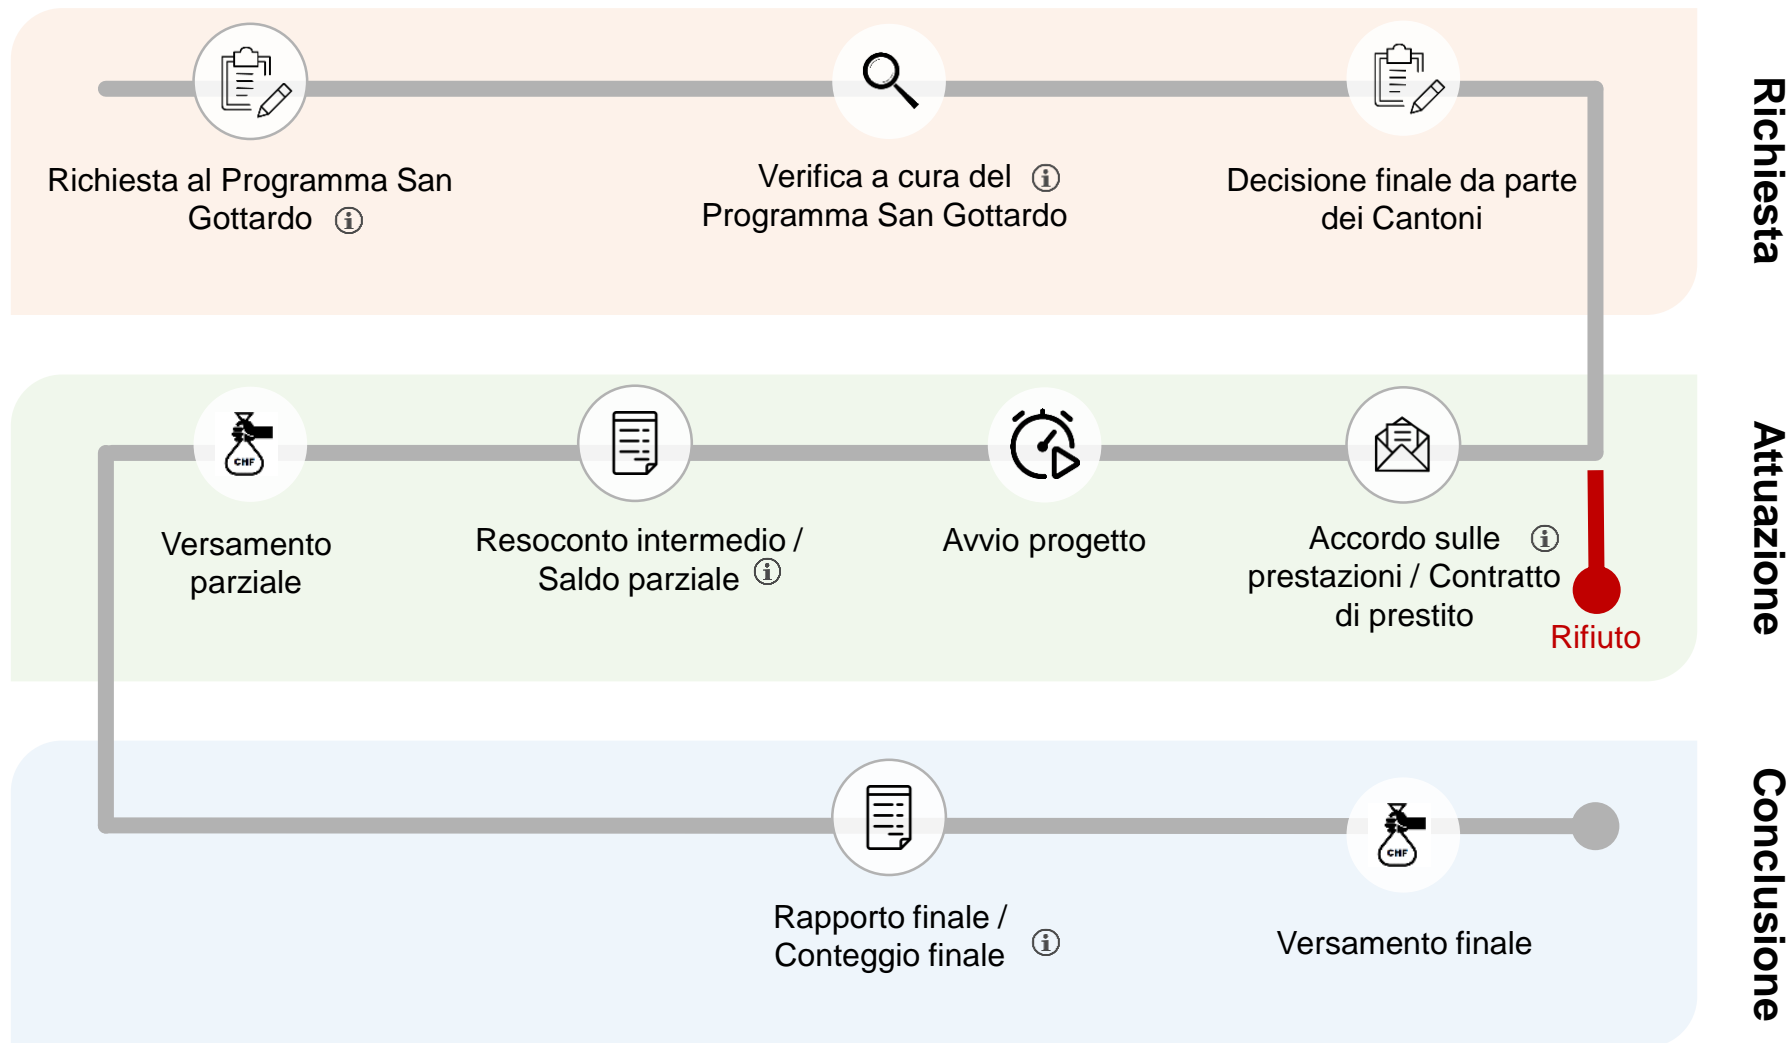 Richiesta
Richiesta al Programma San
Gottardo i
Verifica a cura del i
Programma San Gottardo
Decisione finale da parte
dei Cantoni
Attuazione
CHF
Versamento
parziale
Resoconto intermedio /
Saldo parziale i
Avvio progetto
Accordo sulle i
prestazioni / Contratto
di prestito
Rifiuto
Conclusione
Rapporto finale /
Conteggio finale i
CHF
Versamento finale